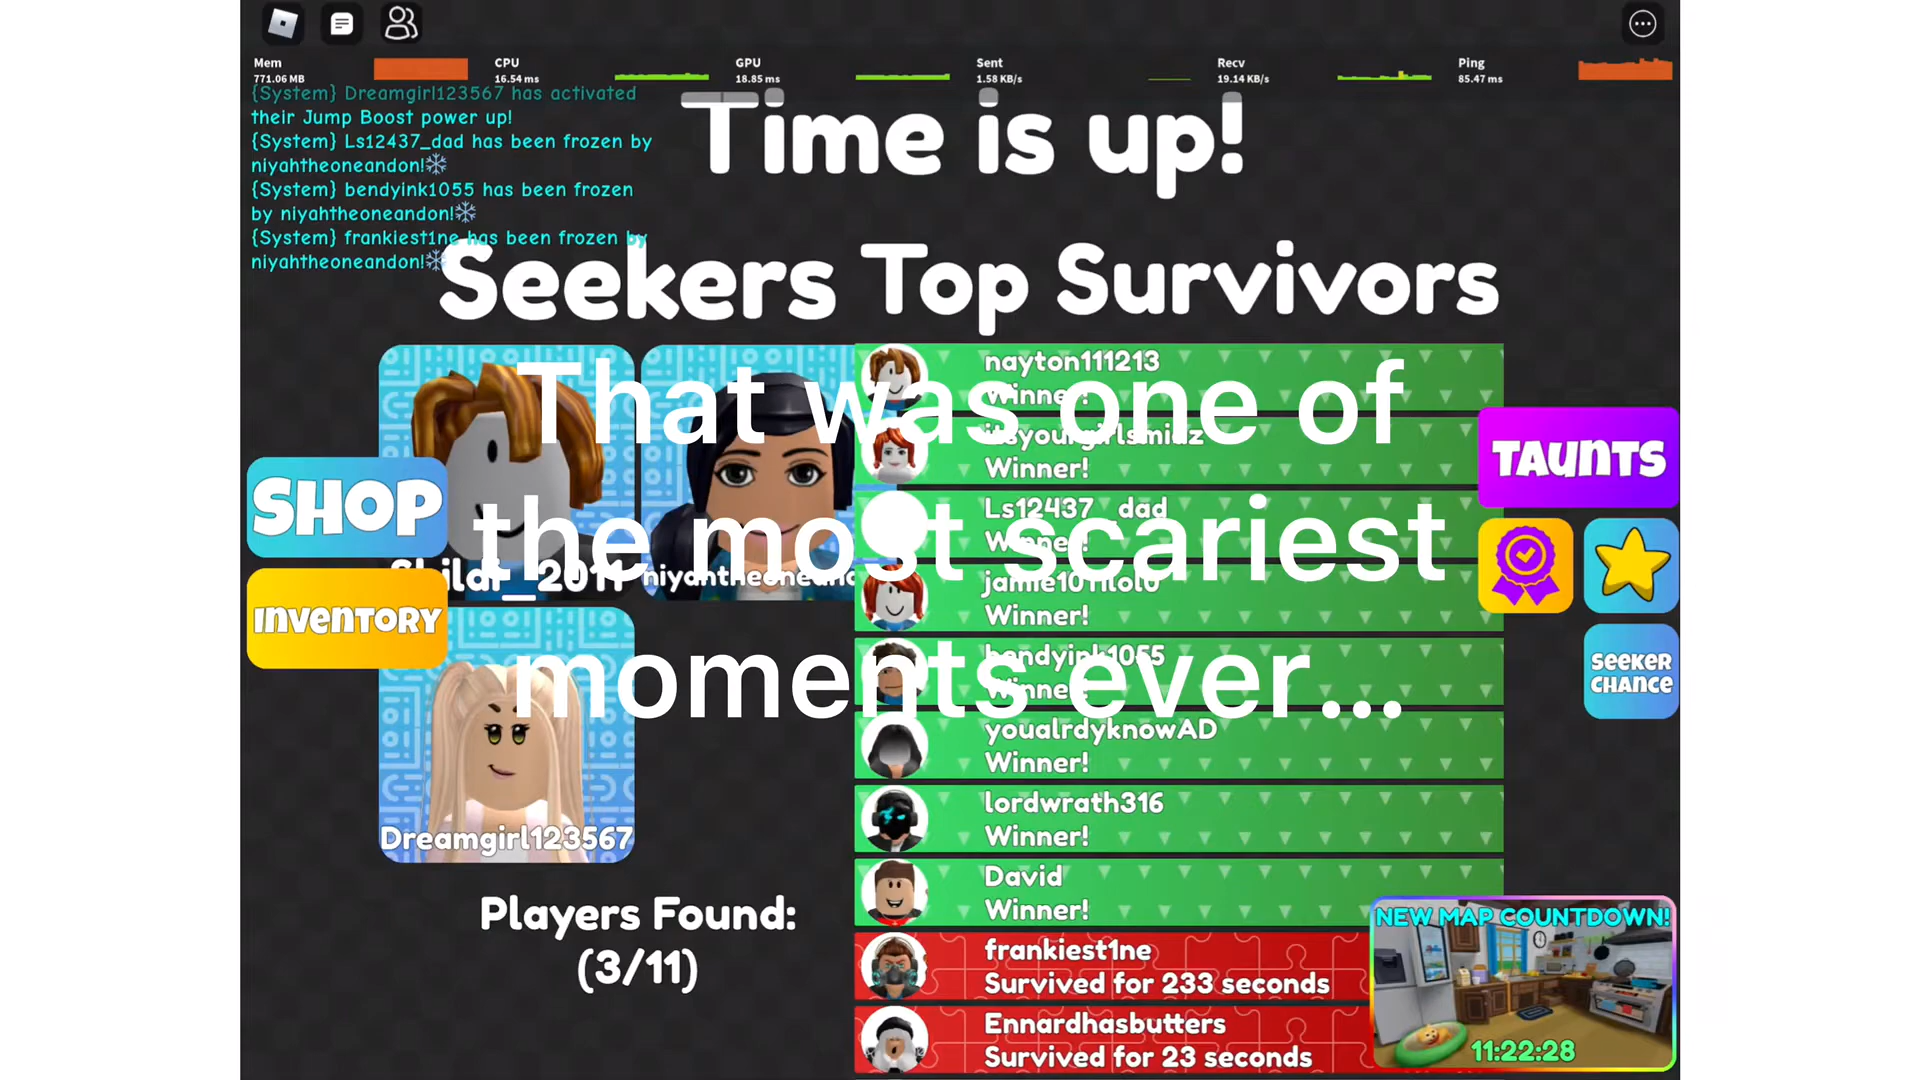 Mem
771.06 MB
CPU
16.54 ms
GPU
18.85 ms
Sent
1.58 KB/s
Recv
19.14 KB/s
Ping
85.47 ms
{System} Dreamgirl123567 has activated
their Jump Boost power up!
{System} Ls12437_dad has been frozen by
niyahtheoneandon!❄
{System} bendyink1055 has been frozen
by niyahtheoneandon!❄
{System} frankiest1ne has been frozen by
niyahtheoneandon!❄
Time is up!
Seekers Top Survivors
That was one of
the most scariest
moments ever...
SHOP
INVENTORY
Dreamgirl123567
Players Found:
(3/11)
nayton111213
Winner!
Winner!
Ls12437_dad
Winner!
Winner!
bendyink1055
Winner!
youalrdyknowAD
Winner!
lordwrath316
Winner!
David
Winner!
frankiest1ne
Survived for 233 seconds
Ennardhasbutters
Survived for 23 seconds
TAUNTS
SEEKER
CHANCE
NEW MAP COUNTDOWN!
11:22:28